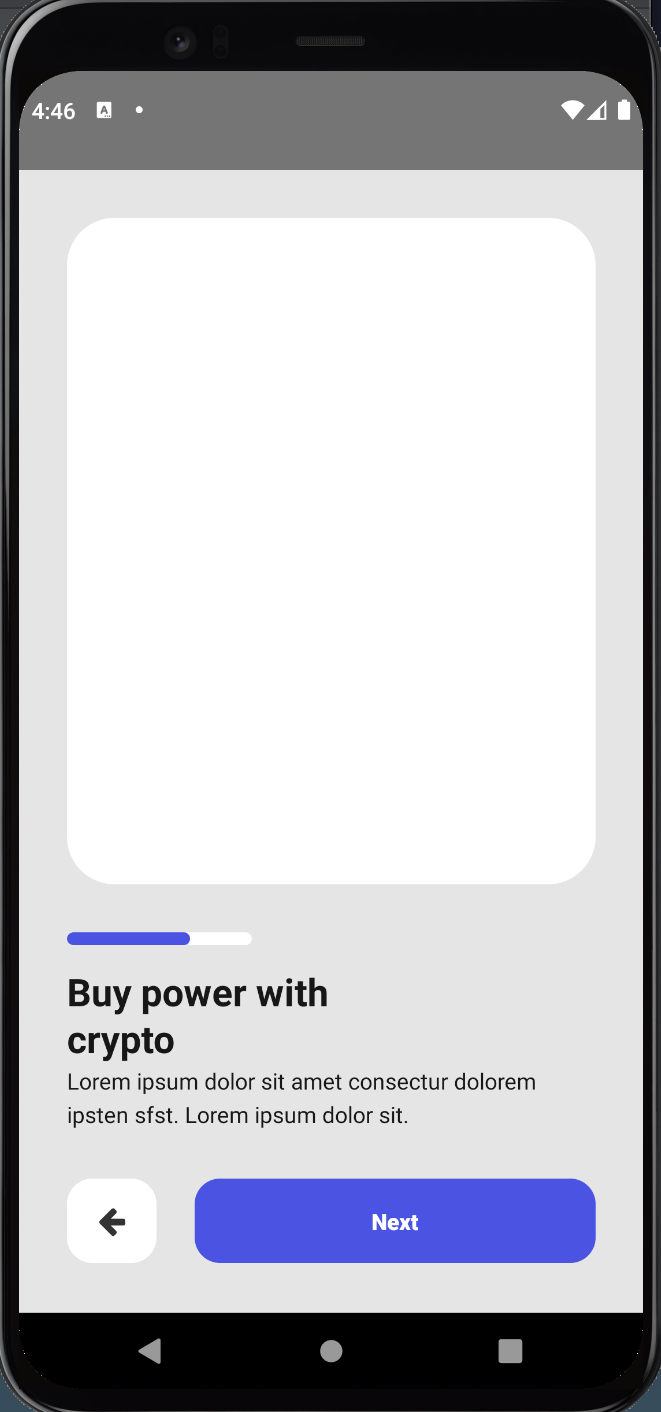 4:46
A
Buy power with
crypto
Lorem ipsum dolor sit amet consectur dolorem
ipsten sfst. Lorem ipsum dolor sit.
Next